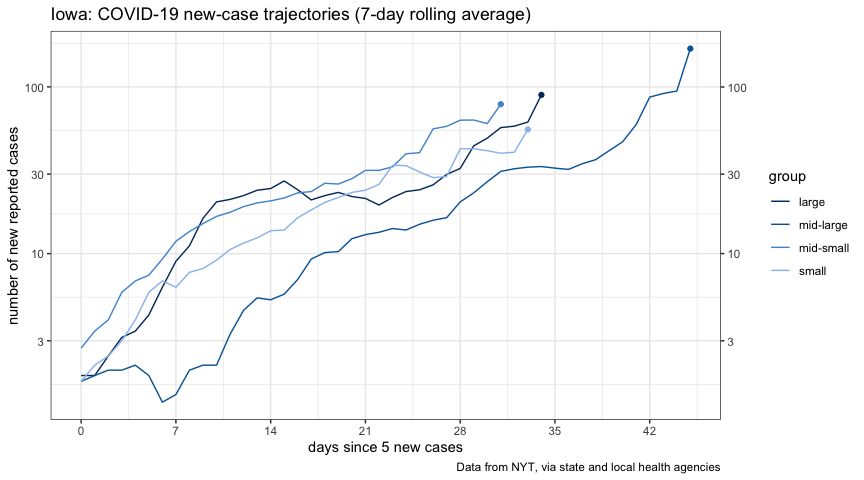 Iowa: COVID-19 new-case trajectories (7-day rolling average)
number of new reported cases
100
30
10
3
100
30
10
3
0 7 14 21 28 35 42
days since 5 new cases
group
large
mid-large
mid-small
small
Data from NYT, via state and local health agencies